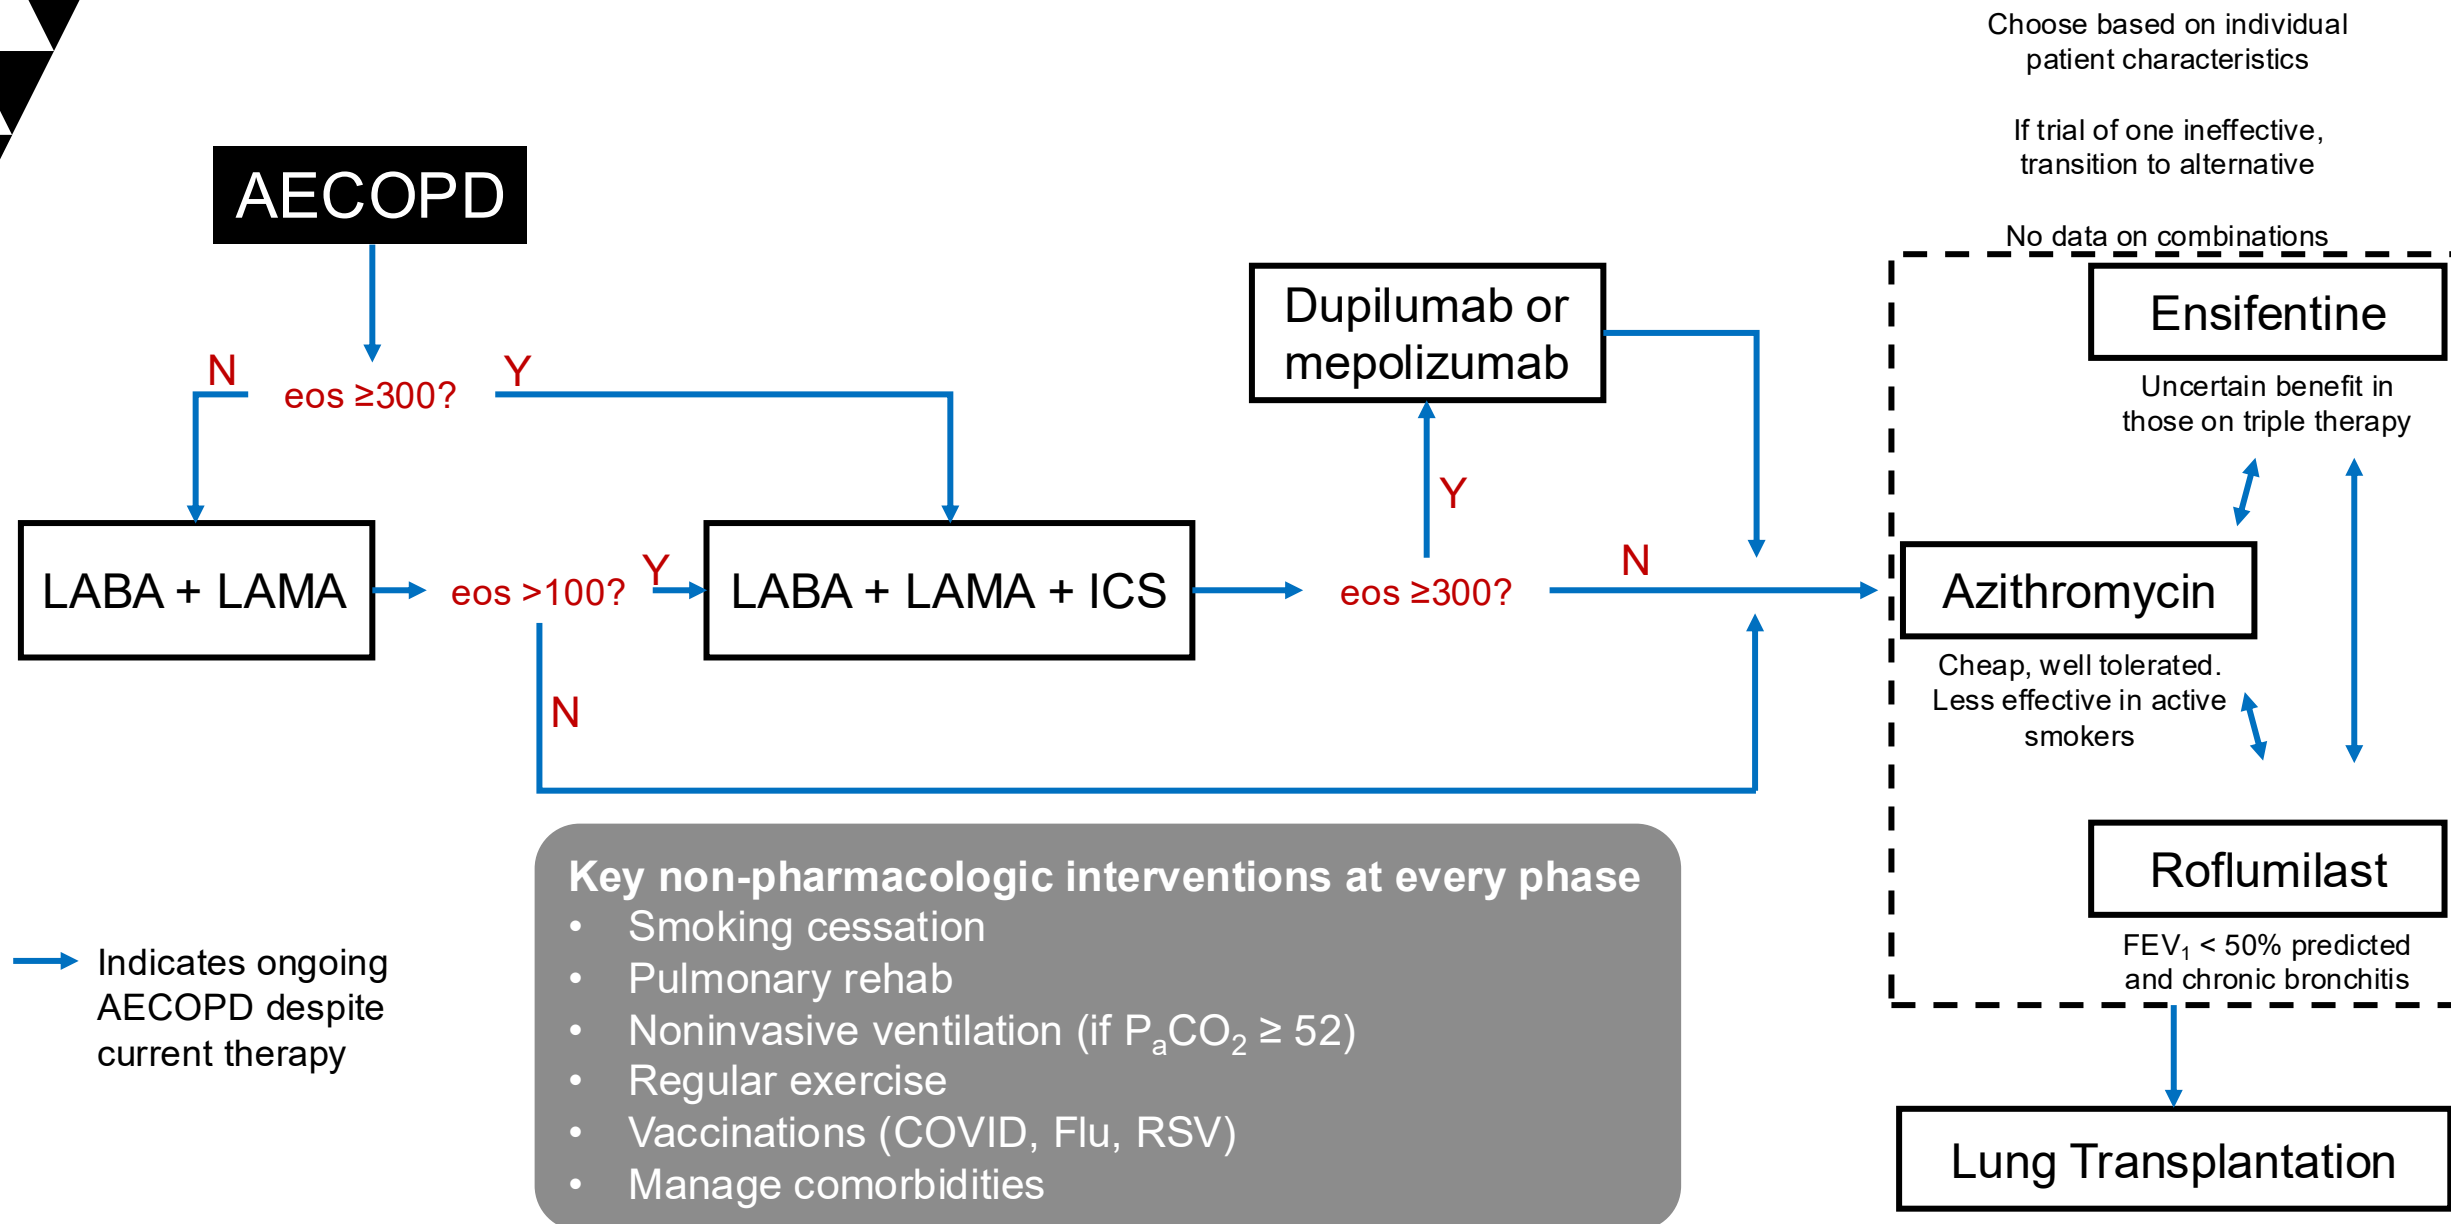 Choose based on individual
patient characteristics
If trial of one ineffective,
transition to alternative
No data on combinations
AECOPD
N
eos ≥300?
Y
LABA + LAMA
eos >100?
Y
N
LABA + LAMA + ICS
eos ≥300?
Y
N
Dupilumab or
mepolizumab
Ensifentine
Uncertain benefit in
those on triple therapy
Azithromycin
Cheap, well tolerated.
Less effective in active
smokers
Roflumilast
FEV₁ < 50% predicted
and chronic bronchitis
Lung Transplantation
Key non-pharmacologic interventions at every phase
• Smoking cessation
• Pulmonary rehab
• Noninvasive ventilation (if PₐCO₂ ≥ 52)
• Regular exercise
• Vaccinations (COVID, Flu, RSV)
• Manage comorbidities
Indicates ongoing
AECOPD despite
current therapy